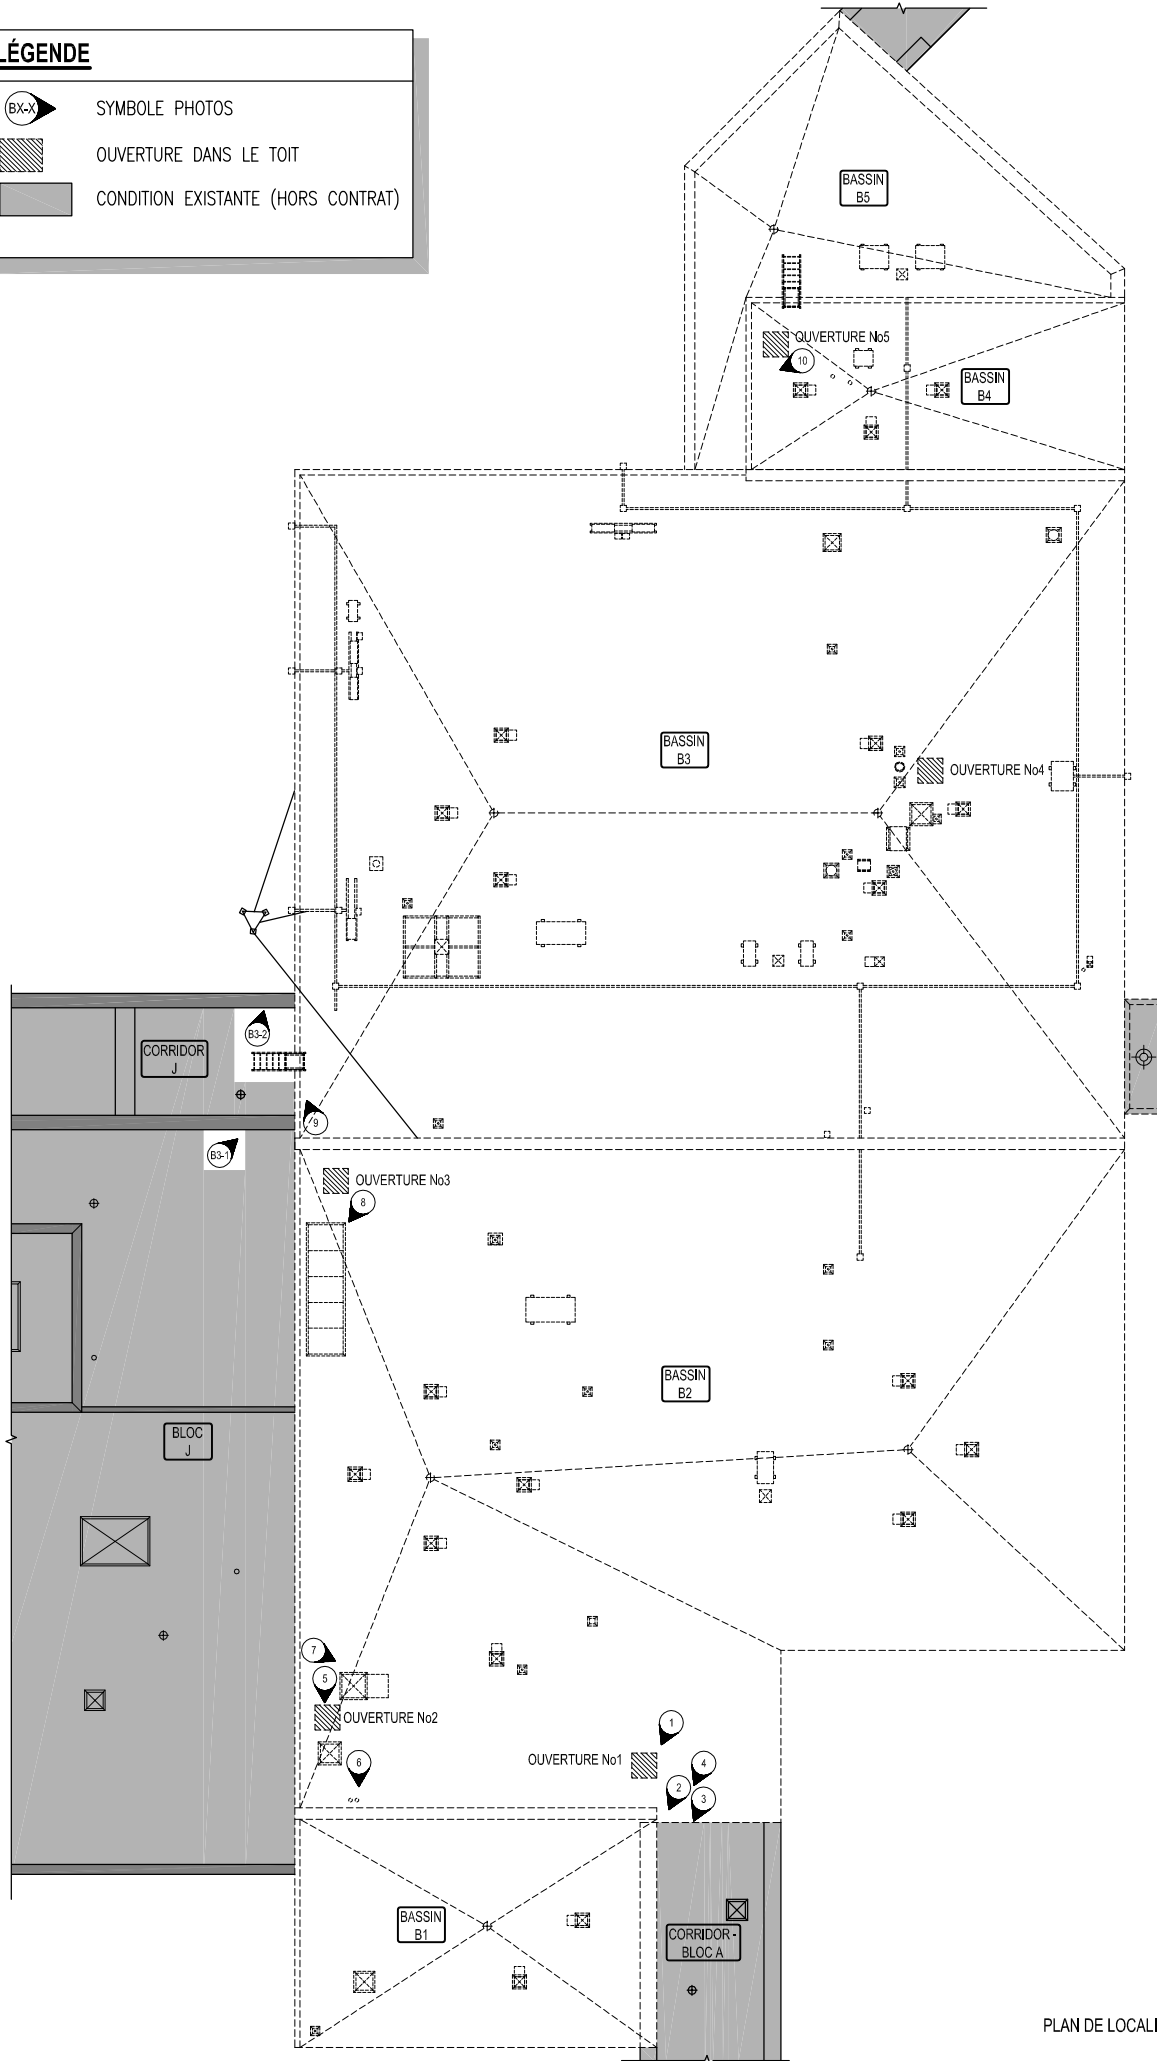 LÉGENDE
BX-X
SYMBOLE PHOTOS
OUVERTURE DANS LE TOIT
CONDITION EXISTANTE (HORS CONTRAT)
BASSIN
B5
OUVERTURE No5
10
BASSIN
B4
BASSIN
B3
OUVERTURE No4
B3-2
CORRIDOR
J
9
B3-1
OUVERTURE No3
8
BASSIN
B2
BLOC
J
7
5
OUVERTURE No2
6
1
OUVERTURE No1
4
2
3
BASSIN
B1
CORRIDOR -
BLOC A
PLAN DE LOCALI